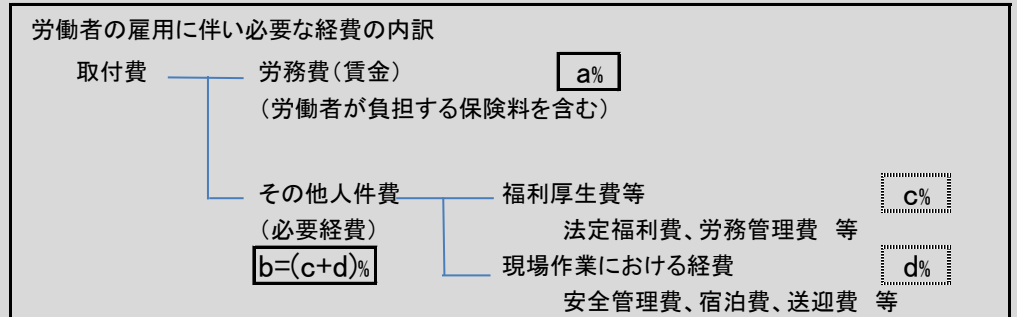 労働者の雇用に伴い必要な経費の内訳
取付費 労務費(賃金) a%
(労働者が負担する保険料を含む)
その他人件費 福利厚生費等 c%
(必要経費) 法定福利費、労務管理費 等
b=(c+d)% 現場作業における経費 d%
安全管理費、宿泊費、送迎費 等